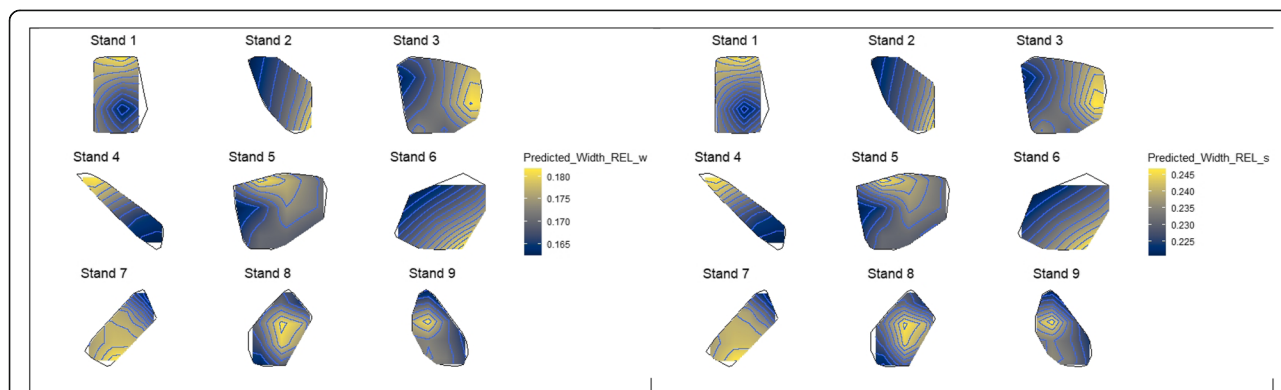 Stand 1 Stand 2 Stand 3
Stand 4 Stand 5 Stand 6
Predicted_Width_REL_w
0.180
0.175
0.170
0.165
Stand 7 Stand 8 Stand 9
Stand 1 Stand 2 Stand 3
Stand 4 Stand 5 Stand 6
Predicted_Width_REL_s
0.245
0.240
0.235
0.230
0.225
Stand 7 Stand 8 Stand 9